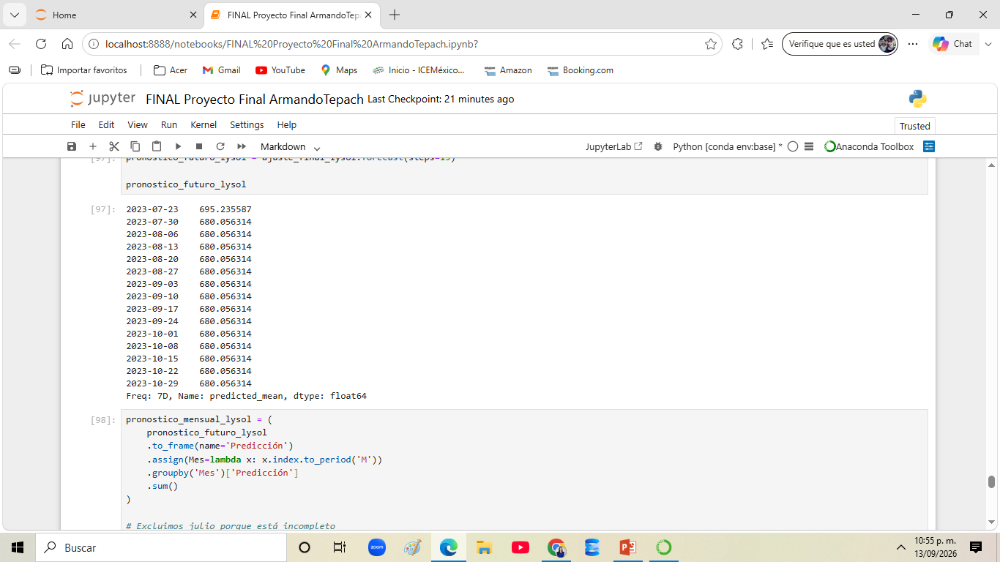 Home
FINAL Proyecto Final ArmandoTepa
localhost:8888/notebooks/FINAL%20Proyecto%20Final%20ArmandoTepach.ipynb?
Verifique que es usted
Chat
Importar favoritos
Acer
Gmail
YouTube
Maps
Inicio - ICEMéxico...
Amazon
Booking.com
jupyter FINAL Proyecto Final ArmandoTepach Last Checkpoint: 21 minutes ago
File Edit View Run Kernel Settings Help
Trusted
Markdown
JupyterLab
Python [conda env:base] *
Anaconda Toolbox
[97]: pronostico_futuro_lysol = ajuste_final_lysol.forecast(steps=15)
pronostico_futuro_lysol
[97]: 2023-07-23 695.235587
2023-07-30 680.056314
2023-08-06 680.056314
2023-08-13 680.056314
2023-08-20 680.056314
2023-08-27 680.056314
2023-09-03 680.056314
2023-09-10 680.056314
2023-09-17 680.056314
2023-09-24 680.056314
2023-10-01 680.056314
2023-10-08 680.056314
2023-10-15 680.056314
2023-10-22 680.056314
2023-10-29 680.056314
Freq: 7D, Name: predicted_mean, dtype: float64
[98]: pronostico_mensual_lysol = (
pronostico_futuro_lysol
.to_frame(name='Predicción')
.assign(Mes=lambda x: x.index.to_period('M'))
.groupby('Mes')['Predicción']
.sum()
)
# Excluimos julio porque está incompleto
Buscar
zoom
10:55 p. m.
13/09/2026